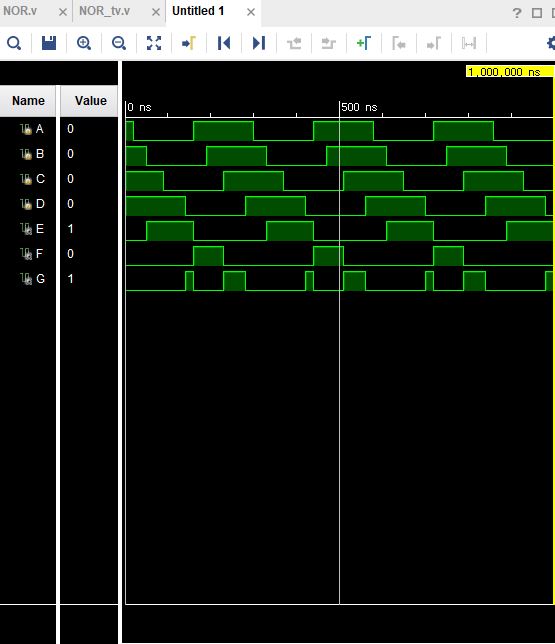 NOR.v
NOR_tv.v
Untitled 1
1,000,000 ns
Name
Value
0 ns
500 ns
A 0
B 0
C 0
D 0
E 1
F 0
G 1